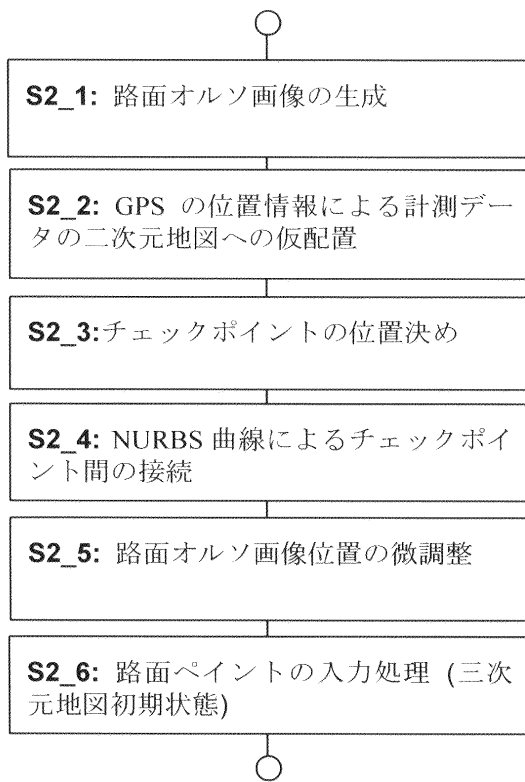 S2_1: 路面オルソ画像の生成
S2_2: GPS の位置情報による計測デー
タの二次元地図への仮配置
S2_3:チェックポイントの位置決め
S2_4: NURBS 曲線によるチェックポイ
ント間の接続
S2_5: 路面オルソ画像位置の微調整
S2_6: 路面ペイントの入力処理 (三次
元地図初期状態)